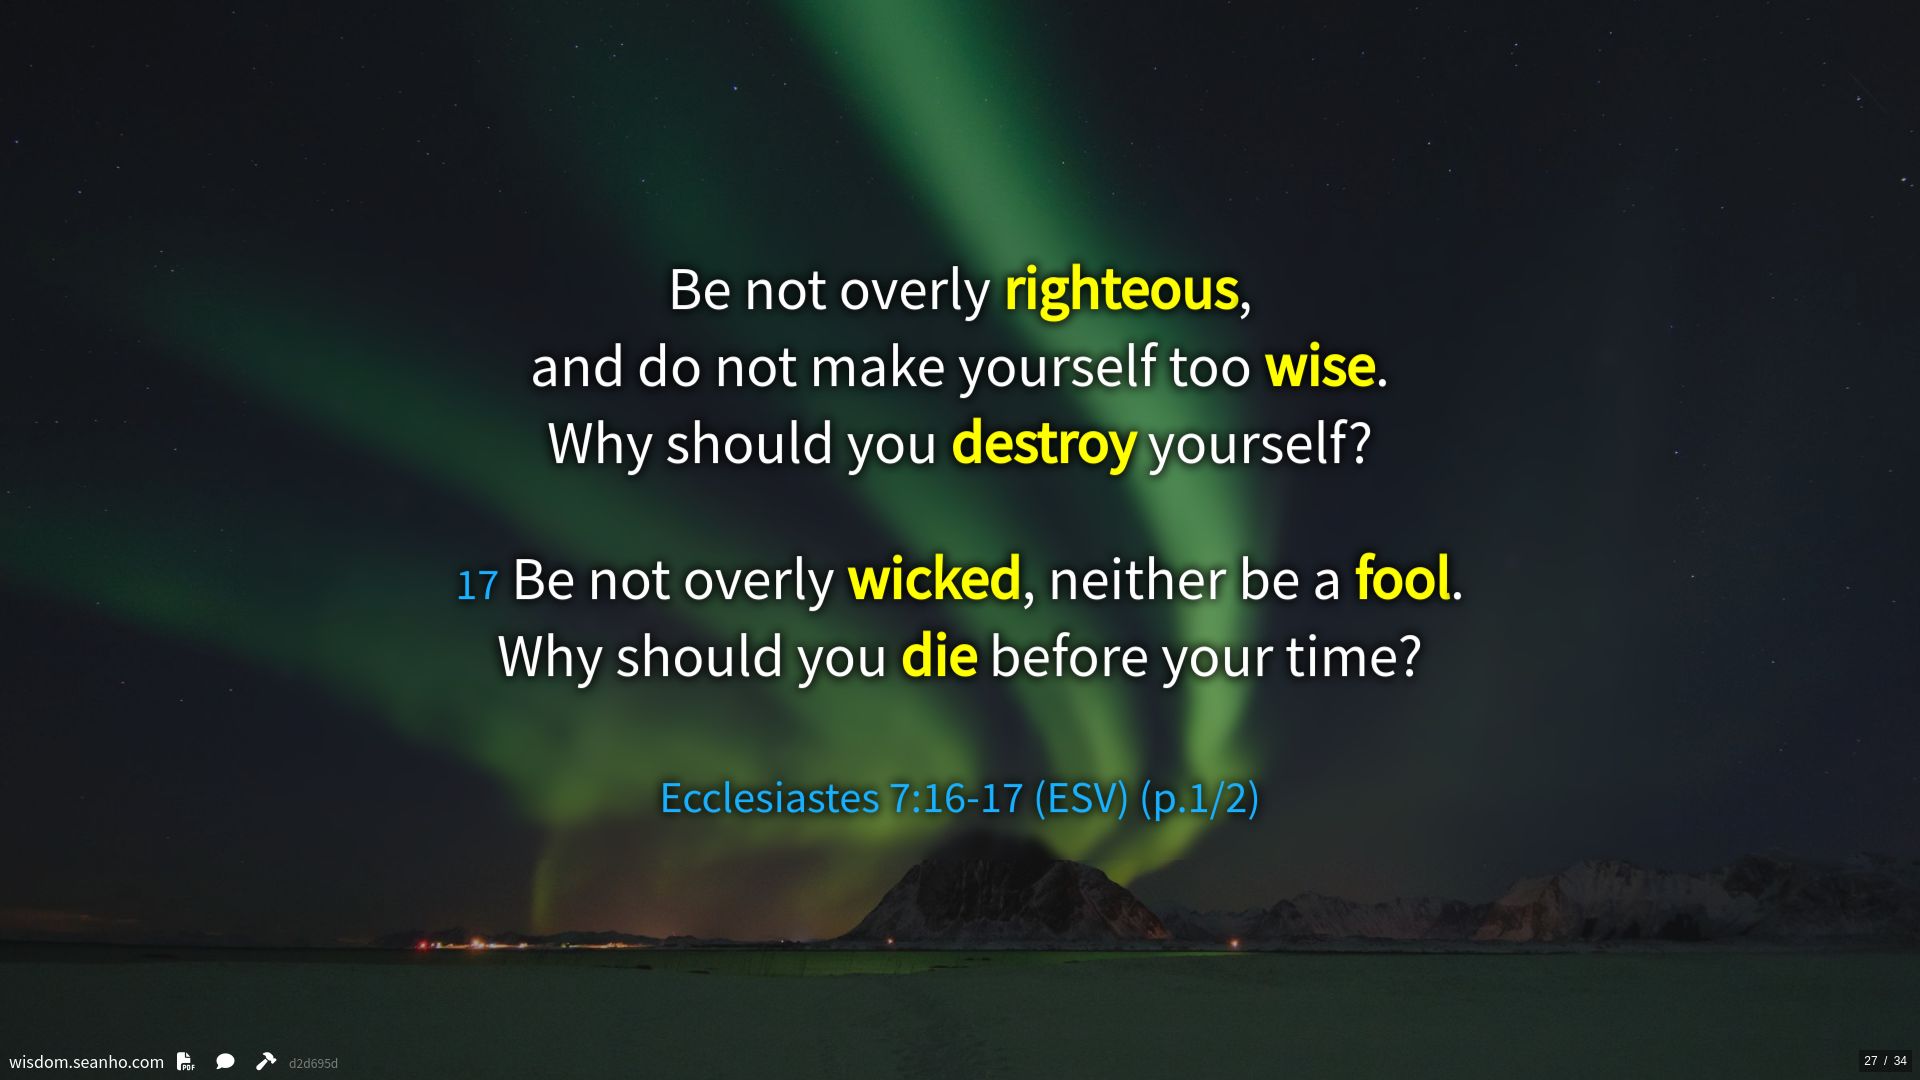 Be not overly righteous,
and do not make yourself too wise.
Why should you destroy yourself?
17 Be not overly wicked, neither be a fool.
Why should you die before your time?
Ecclesiastes 7:16-17 (ESV) (p.1/2)
wisdom.seanho.com PDF d2d695d
27 / 34